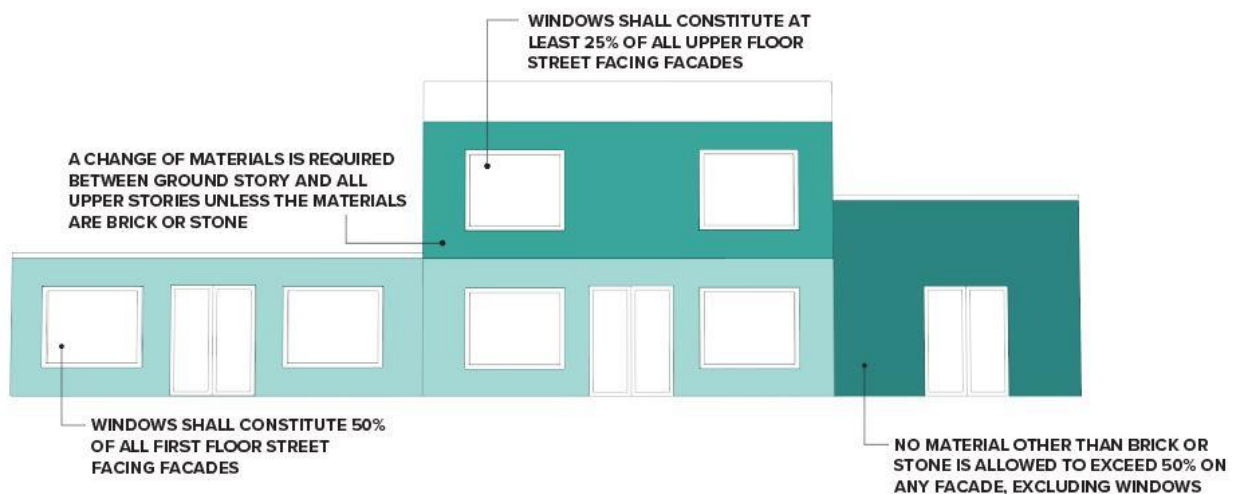 WINDOWS SHALL CONSTITUTE AT
LEAST 25% OF ALL UPPER FLOOR
STREET FACING FACADES
A CHANGE OF MATERIALS IS REQUIRED
BETWEEN GROUND STORY AND ALL
UPPER STORIES UNLESS THE MATERIALS
ARE BRICK OR STONE
WINDOWS SHALL CONSTITUTE 50%
OF ALL FIRST FLOOR STREET
FACING FACADES
NO MATERIAL OTHER THAN BRICK OR
STONE IS ALLOWED TO EXCEED 50% ON
ANY FACADE, EXCLUDING WINDOWS